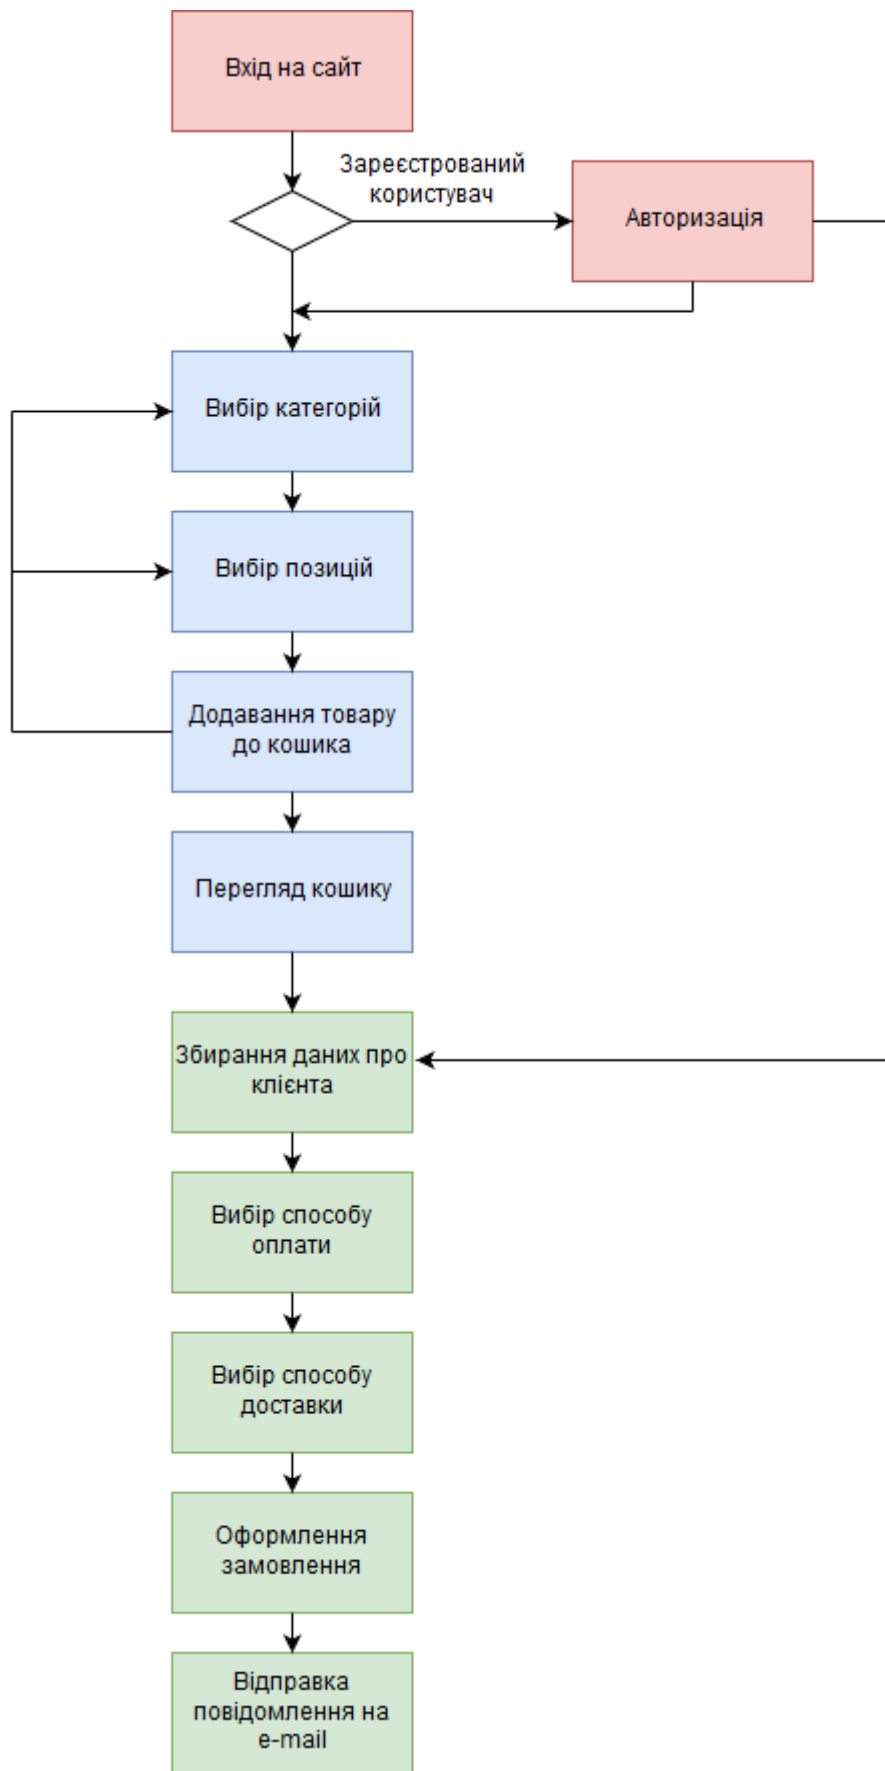 Вхід на сайт
Зареєстрований
користувач
Авторизація
Вибір категорій
Вибір позицій
Додавання товару
до кошика
Перегляд кошику
Збирання даних про
клієнта
Вибір способу
оплати
Вибір способу
доставки
Оформлення
замовлення
Відправка
повідомлення на
e-mail